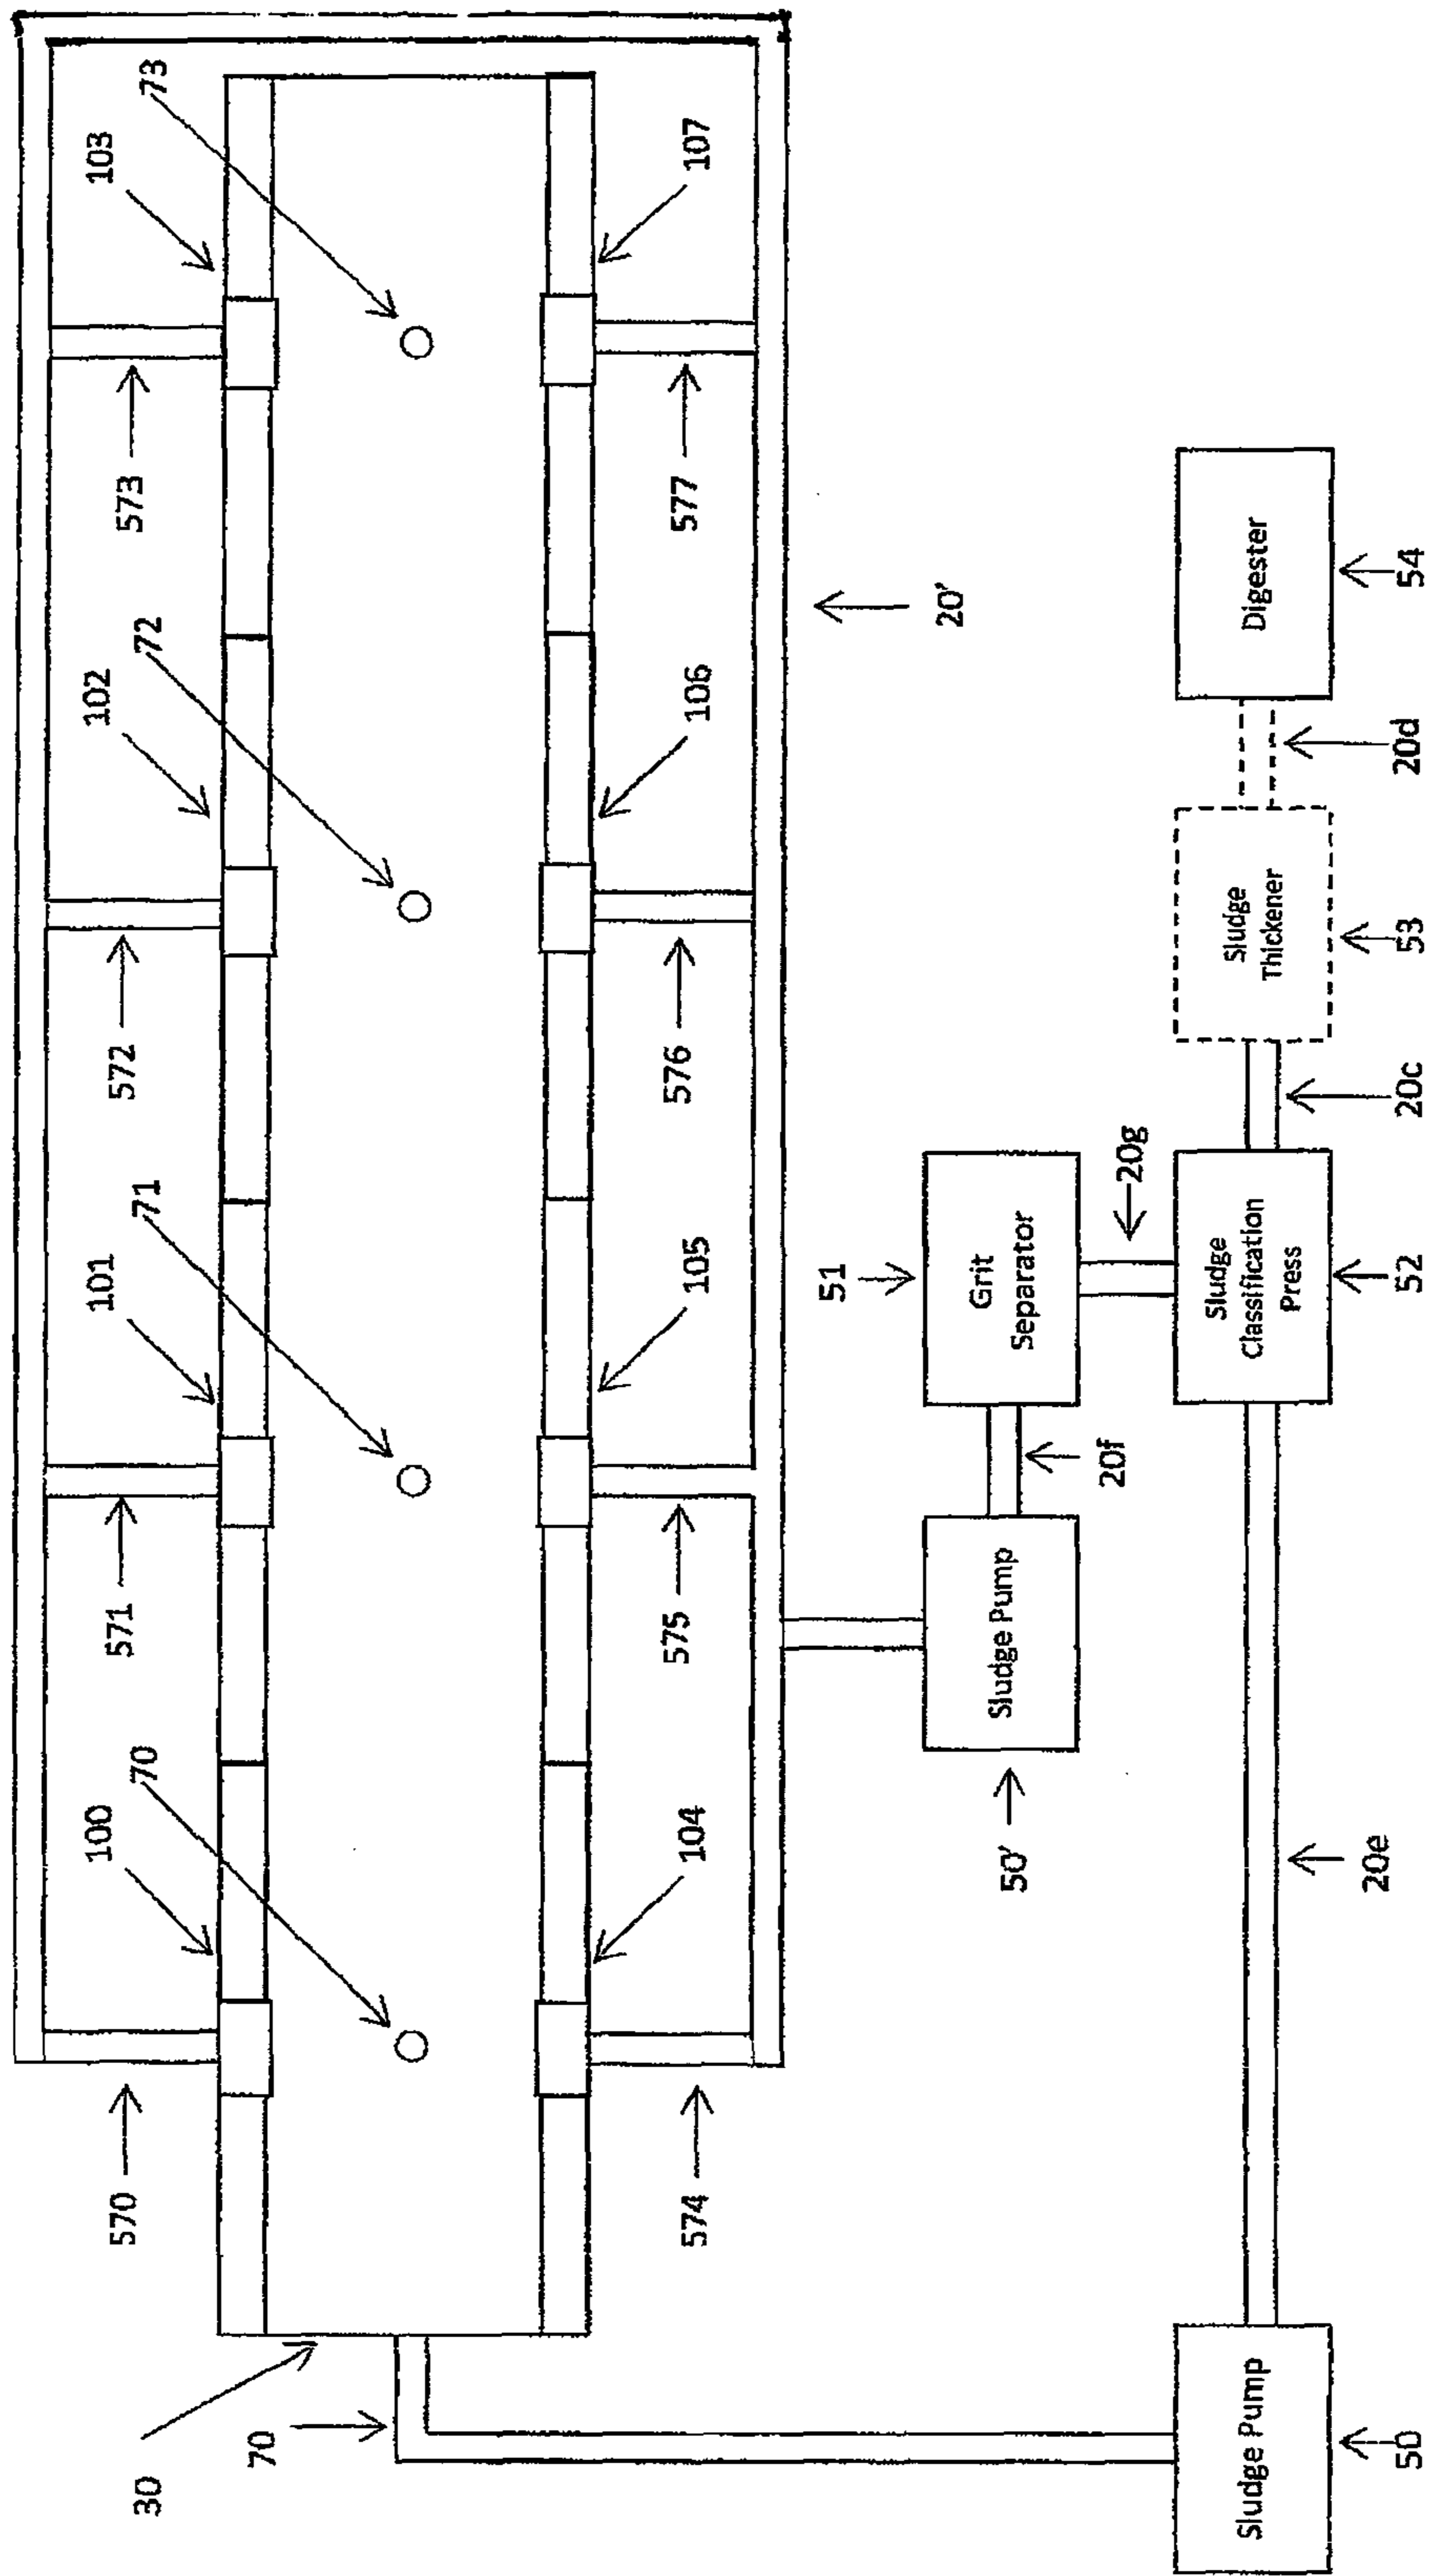 100
101
102
103
570
571
572
573
30
70
71
72
73
70
104
105
106
107
574
575
576
577
51
20'
50'
Sludge Pump
Grit
Separator
20f
20g
Sludge Pump
Sludge
Classification
Press
Sludge
Thickener
Digester
50
20e
52
20c
53
20d
54